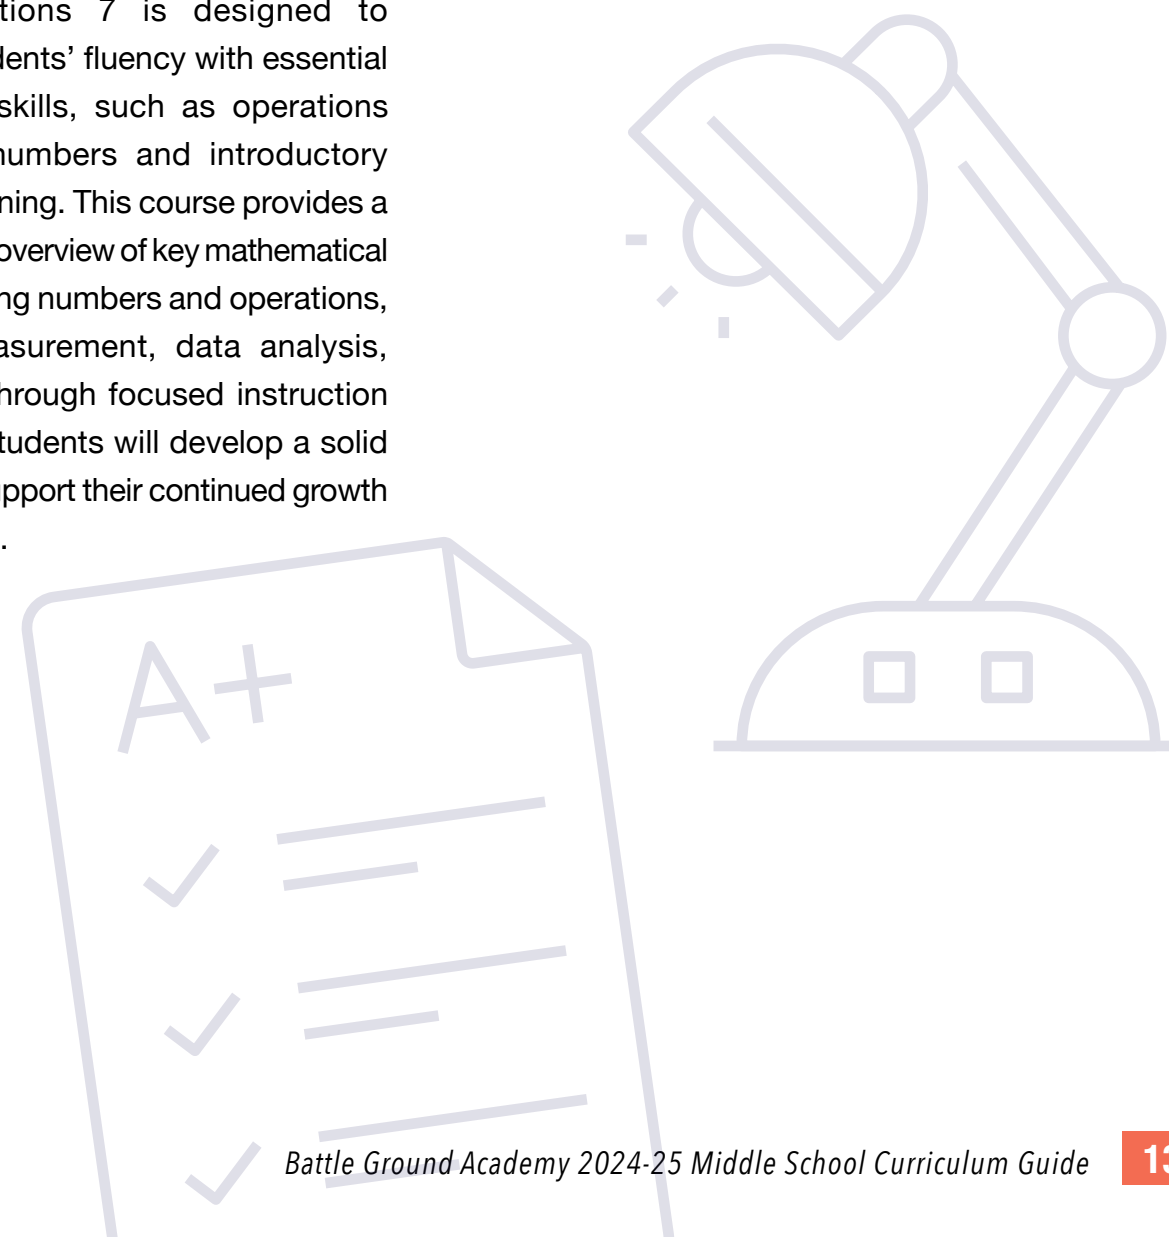 tions 7 is designed to
dents’ fluency with essential
skills, such as operations
numbers and introductory
ning. This course provides a
overview of key mathematical
ng numbers and operations,
asurement, data analysis,
hrough focused instruction
tudents will develop a solid
pport their continued growth
.
A+
Battle Ground Academy 2024-25 Middle School Curriculum Guide
13